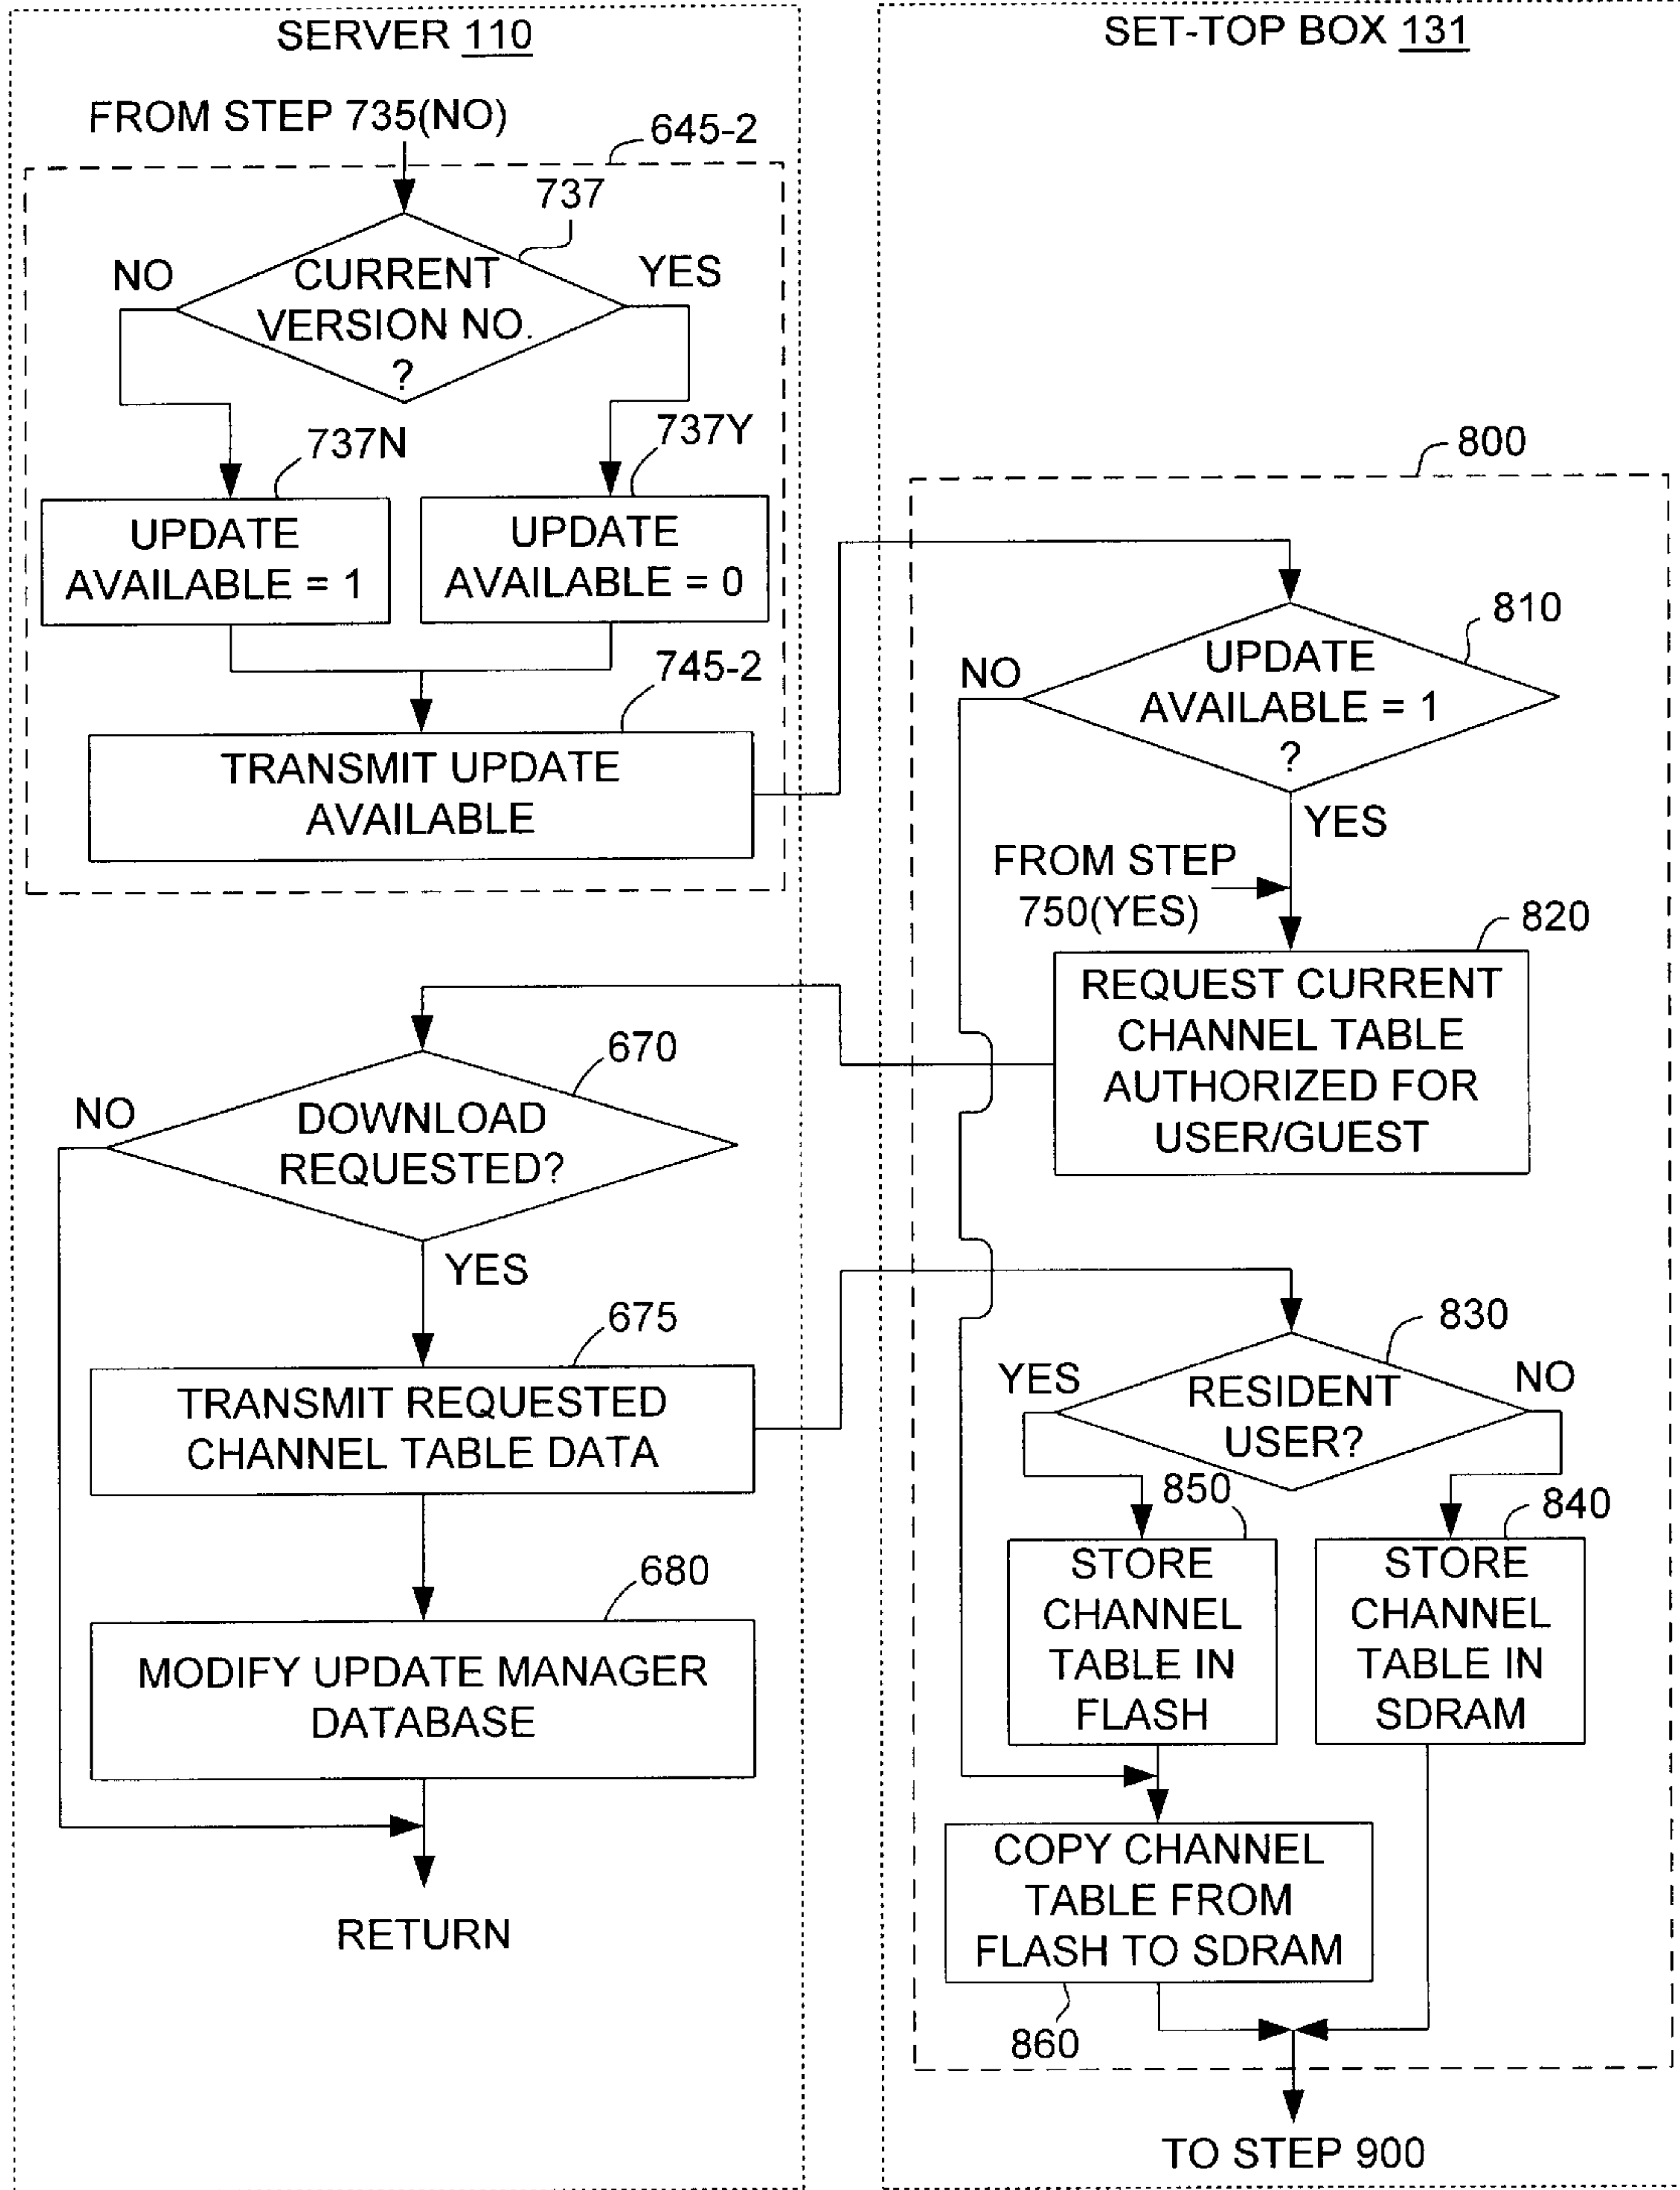 SERVER 110
FROM STEP 735(NO)
645-2
737
NO
YES
CURRENT
VERSION NO.
?
737N
737Y
UPDATE
AVAILABLE = 1
UPDATE
AVAILABLE = 0
745-2
TRANSMIT UPDATE
AVAILABLE
670
NO
DOWNLOAD
REQUESTED?
YES
675
TRANSMIT REQUESTED
CHANNEL TABLE DATA
680
MODIFY UPDATE MANAGER
DATABASE
RETURN
SET-TOP BOX 131
800
810
NO
UPDATE
AVAILABLE = 1
?
YES
FROM STEP
750(YES)
820
REQUEST CURRENT
CHANNEL TABLE
AUTHORIZED FOR
USER/GUEST
830
YES
NO
RESIDENT
USER?
850
840
STORE
CHANNEL
TABLE IN
FLASH
STORE
CHANNEL
TABLE IN
SDRAM
COPY CHANNEL
TABLE FROM
FLASH TO SDRAM
860
TO STEP 900